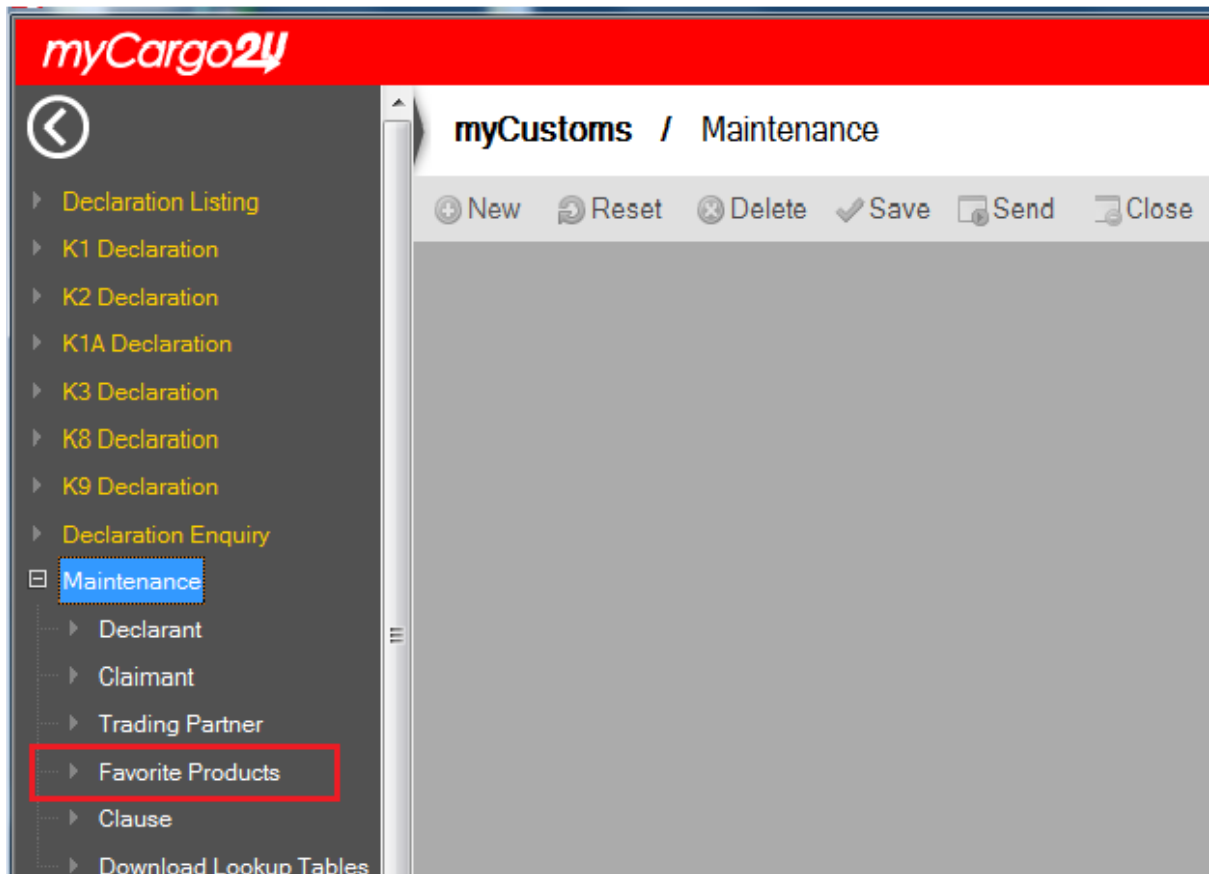 myCargo2U
myCustoms / Maintenance
New Reset Delete Save Send Close
Declaration Listing
K1 Declaration
K2 Declaration
K1A Declaration
K3 Declaration
K8 Declaration
K9 Declaration
Declaration Enquiry
Maintenance
Declarant
Claimant
Trading Partner
Favorite Products
Clause
Download Lookup Tables